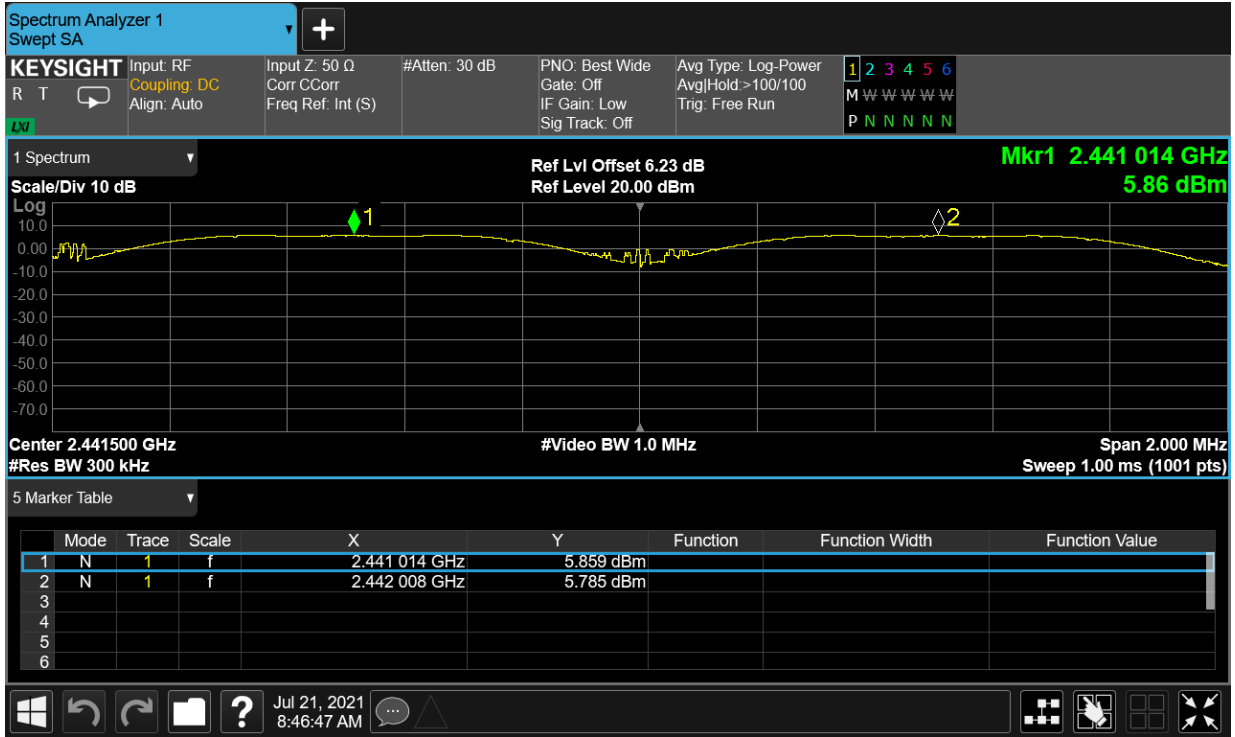 Spectrum Analyzer 1
Swept SA
+
KEYSIGHT Input: RF Input Z: 50 Ω #Atten: 30 dB PNO: Best Wide Avg Type: Log-Power 1 2 3 4 5 6
R T Coupling: DC Corr CCorr Gate: Off Avg|Hold:>100/100 M W W W W W
Align: Auto Freq Ref: Int (S) IF Gain: Low Trig: Free Run
LXI Sig Track: Off P N N N N N
1 Spectrum Ref Lvl Offset 6.23 dB Mkr1 2.441 014 GHz
Scale/Div 10 dB Ref Level 20.00 dBm 5.86 dBm
Log
1 2
10.0
0.00
-10.0
-20.0
-30.0
-40.0
-50.0
-60.0
-70.0
Center 2.441500 GHz #Video BW 1.0 MHz Span 2.000 MHz
#Res BW 300 kHz Sweep 1.00 ms (1001 pts)
5 Marker Table
Mode Trace Scale X Y Function Function Width Function Value
1 N 1 f 2.441 014 GHz 5.859 dBm
2 N 1 f 2.442 008 GHz 5.785 dBm
3
4
5
6
? Jul 21, 2021
8:46:47 AM